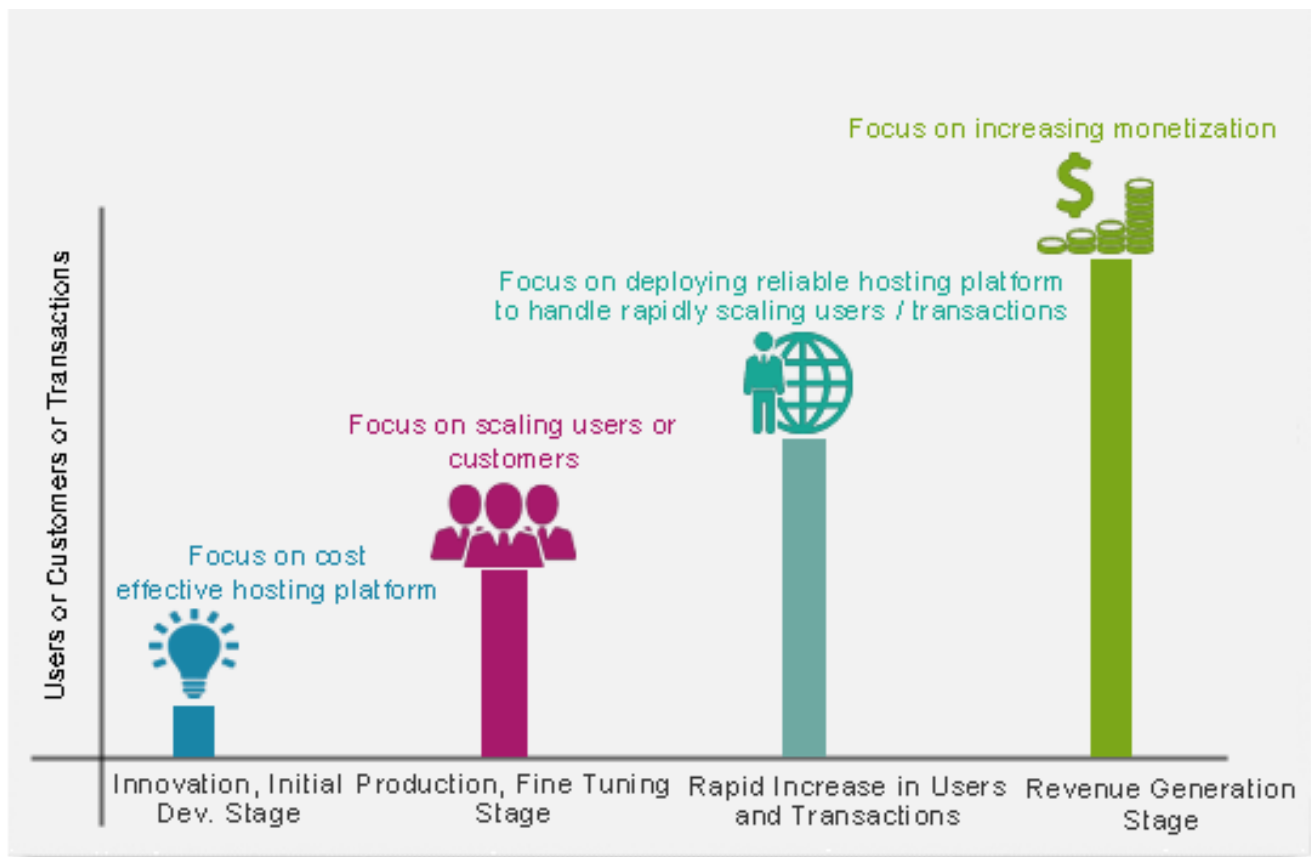 Focus on increasing monetization
$
Focus on deploying reliable hosting platform
to handle rapidly scaling users / transactions
Focus on scaling users or
customers
Focus on cost
effective hosting platform
Users or Customers or Transactions
Innovation, Initial
Dev. Stage
Production, Fine Tuning
Stage
Rapid Increase in Users
and Transactions
Revenue Generation
Stage